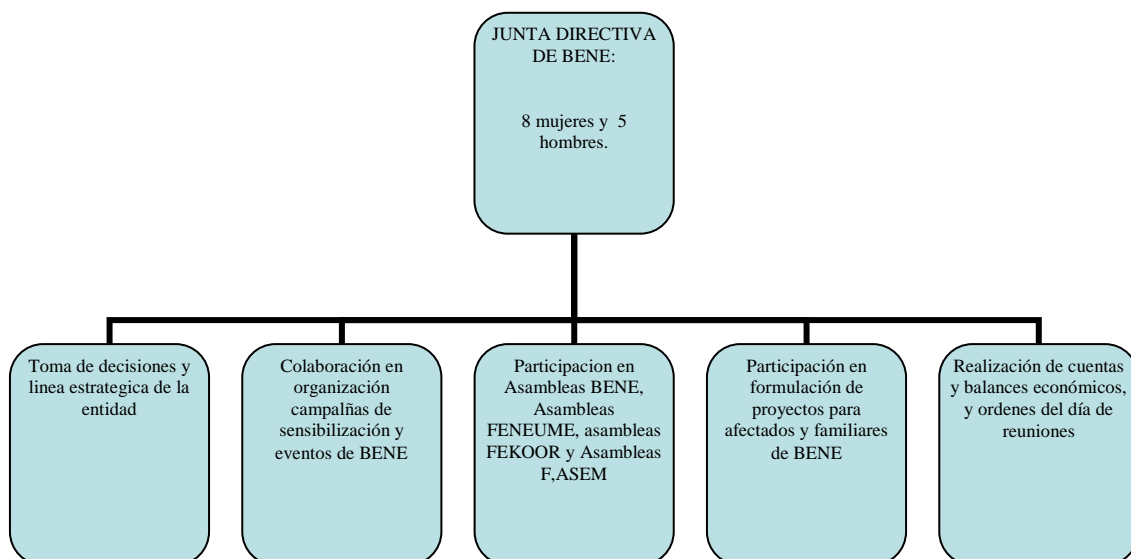 JUNTA DIRECTIVA
DE BENE:
8 mujeres y 5
hombres.
Toma de decisiones y
linea estrategica de la
entidad
Colaboración en
organización
campalñas de
sensibilización y
eventos de BENE
Participacion en
Asambleas BENE,
Asambleas
FENEUME, asambleas
FEKOOR y Asambleas
F,ASEM
Participación en
formulación de
proyectos para
afectados y familiares
de BENE
Realización de cuentas
y balances económicos,
y ordenes del día de
reuniones